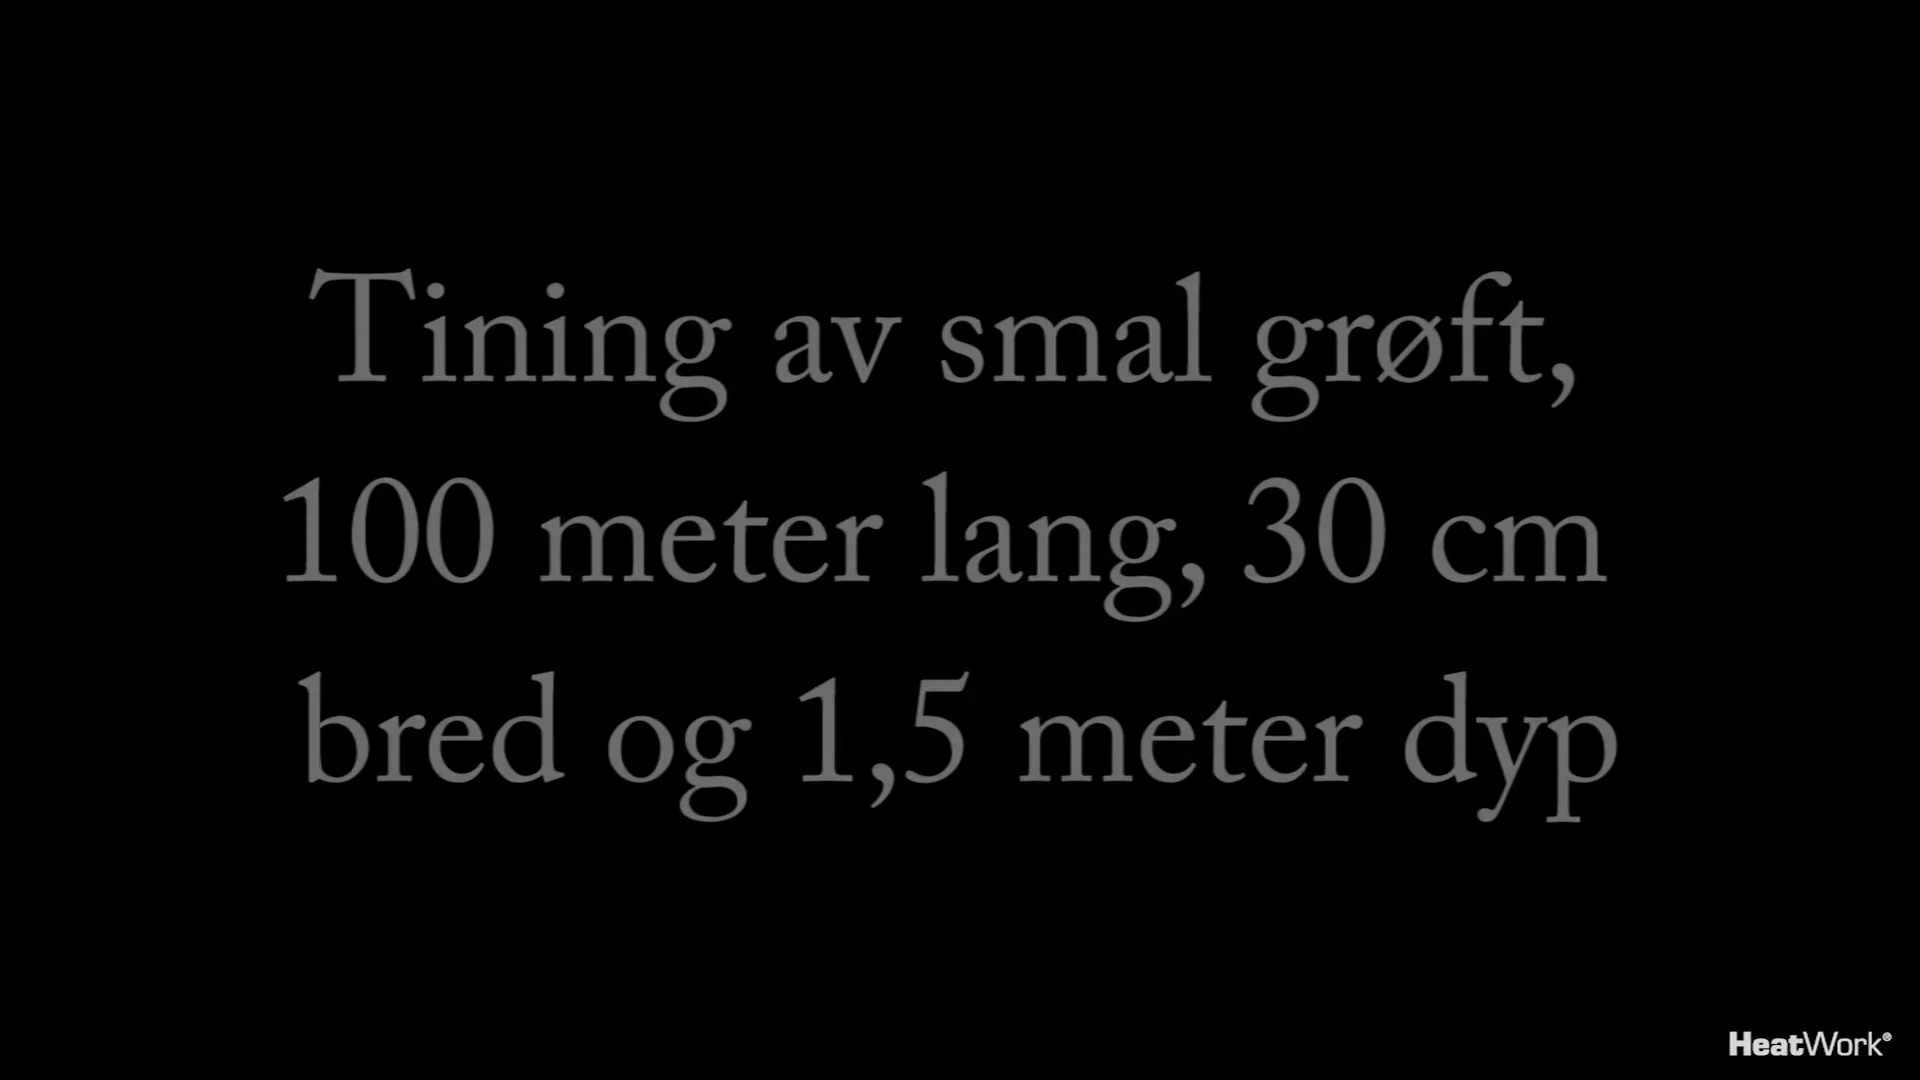 Tining av smal grøft,
100 meter lang, 30 cm
bred og 1,5 meter dyp
HeatWork®